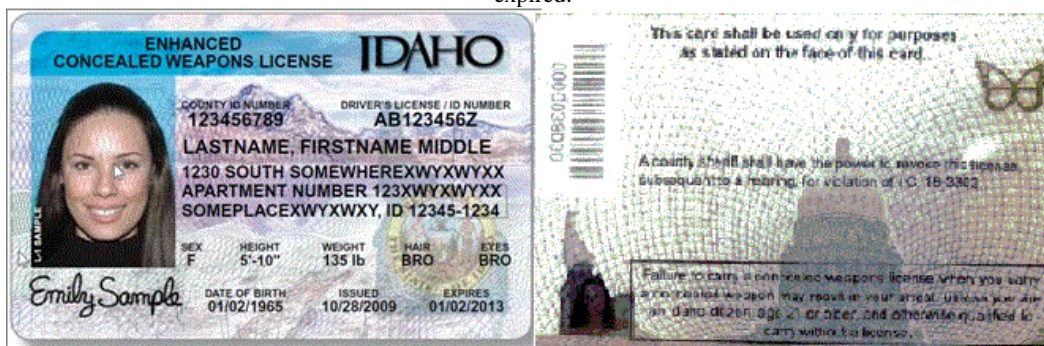 expired.
ENHANCED
CONCEALED WEAPONS LICENSE
IDAHO
COUNTY ID NUMBER DRIVER'S LICENSE / ID NUMBER
123456789 AB123456Z
LASTNAME, FIRSTNAME MIDDLE
1230 SOUTH SOMEWHEREXWYXWYXX
APARTMENT NUMBER 123XWYXWYXX
SOMEPLACEXWYXWXY, ID 12345-1234
SEX HEIGHT WEIGHT HAIR EYES
F 5'-10" 135 lb BRO BRO
DATE OF BIRTH ISSUED EXPIRES
01/02/1965 10/28/2009 01/02/2013
L-1 SAMPLE
Emily Sample
This card shall be used only for purposes
as stated on the face of this card.
A county sheriff shall have the power to revoke this license
subsequent to a hearing, for violation of I.C. 18-3302
Failure to carry a concealed weapons license when you carry
a concealed weapon may result in your arrest, unless you are
an Idaho citizen age 21 or older, and otherwise qualified to
carry without a license.